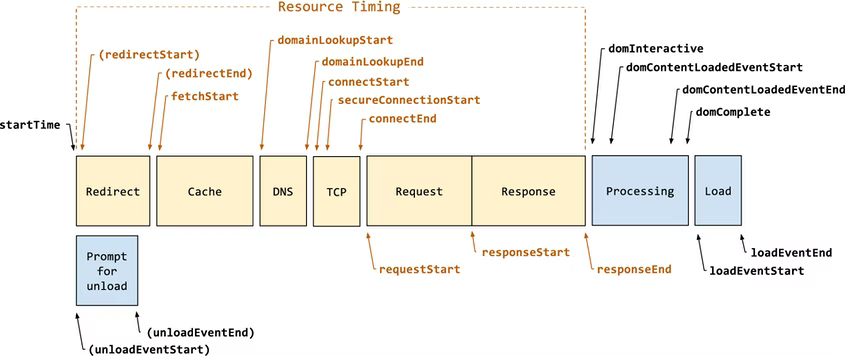 Resource Timing
domainLookupStart
domInteractive
(redirectStart)
domainLookupEnd
domContentLoadedEventStart
(redirectEnd)
connectStart
domContentLoadedEventEnd
fetchStart
secureConnectionStart
domComplete
startTime
connectEnd
Redirect
Cache
DNS
TCP
Request
Response
Processing
Load
Prompt
for
unload
responseStart
loadEventEnd
requestStart
responseEnd
loadEventStart
(unloadEventEnd)
(unloadEventStart)